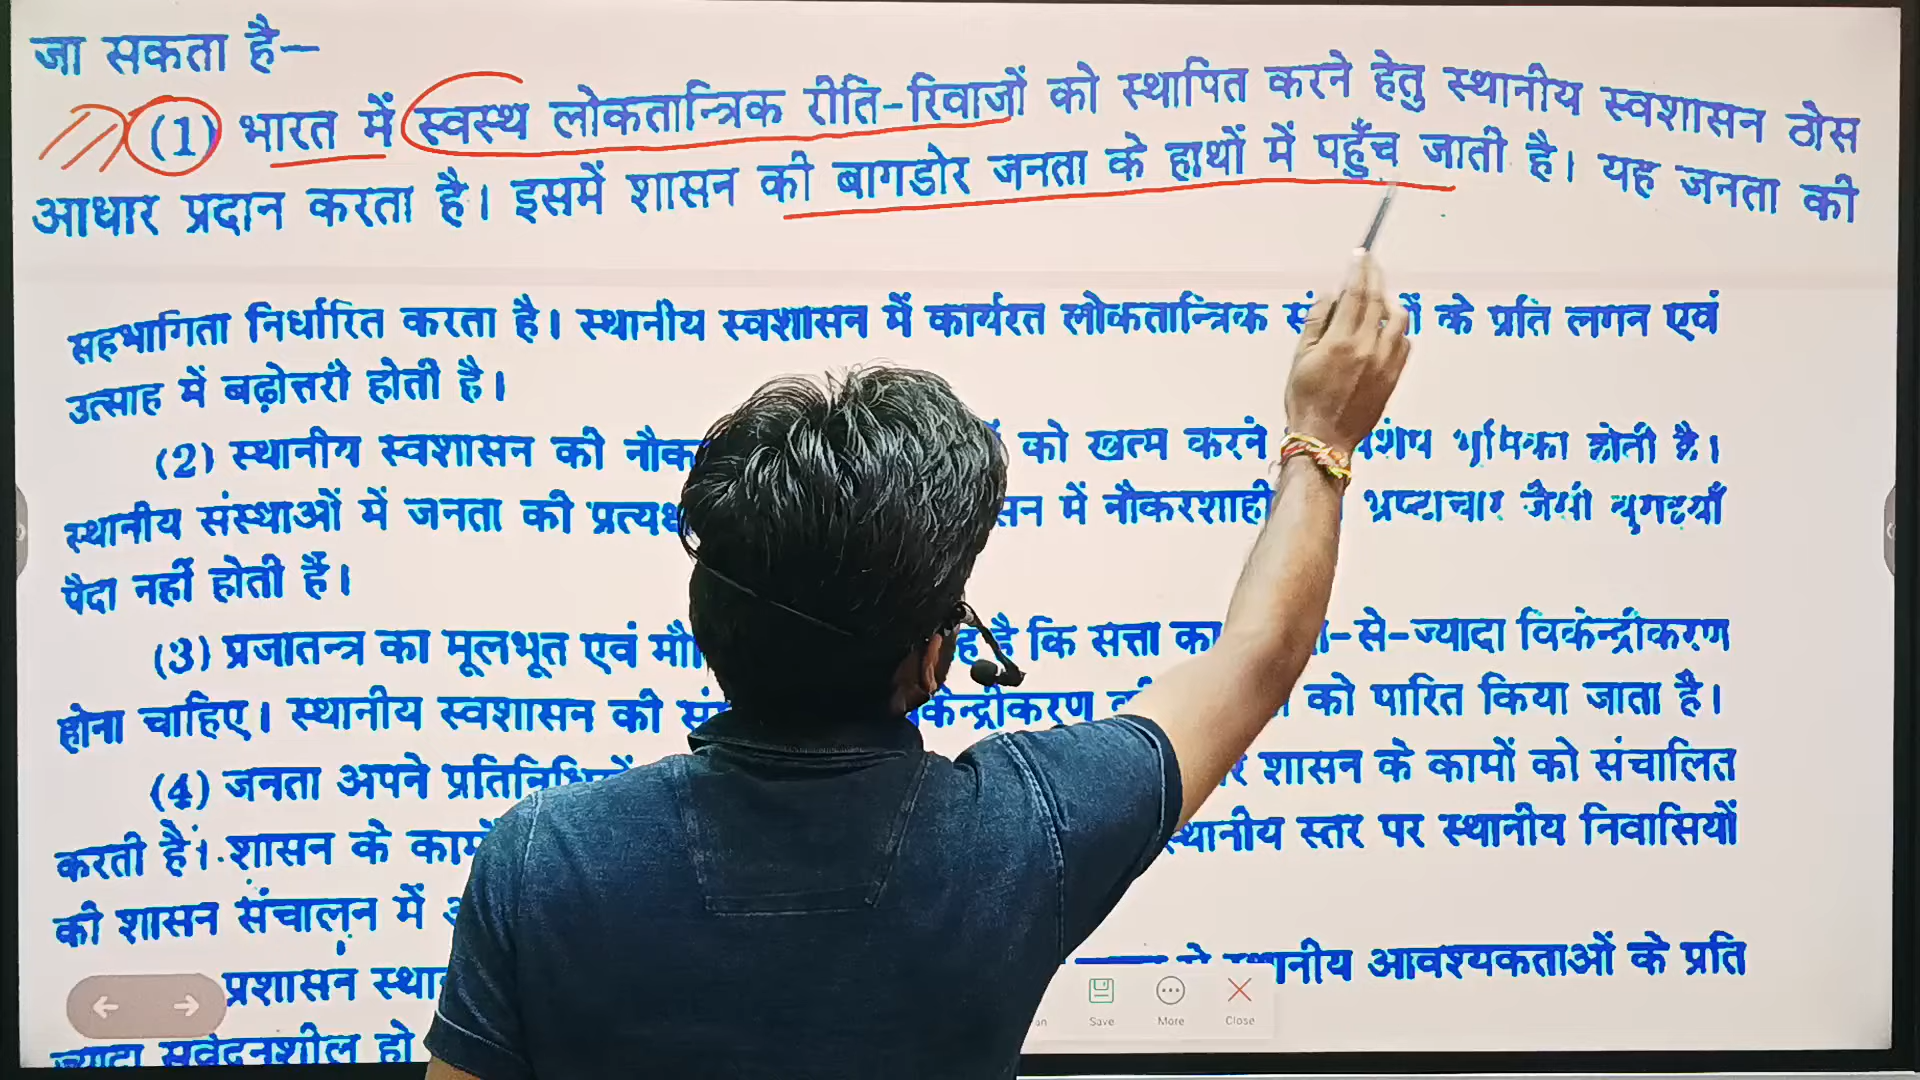 जा सकता है—
(1) भारत में स्वस्थ लोकतान्त्रिक रीति-रिवाजों को स्थापित करने हेतु स्थानीय स्वशासन ठोस
आधार प्रदान करता है। इसमें शासन की बागडोर जनता के हाथों में पहुँच जाती है। यह जनता की
सहभागिता निर्धारित करता है। स्थानीय स्वशासन में कार्यरत लोकतान्त्रिक के प्रति लगन एवं
उत्साह में बढ़ोत्तरी होती है।
(2) स्थानीय स्वशासन की को खत्म करने भूमिका होती है।
स्थानीय संस्थाओं में जनता की में नौकरशाही भ्रष्टाचार जैसी बुराइयाँ
पैदा नहीं होती हैं।
(3) प्रजातन्त्र का मूलभूत एवं है कि सत्ता का -से-ज्यादा विकेन्द्रीकरण
होना चाहिए। स्थानीय स्वशासन की को पारित किया जाता है।
(4) जनता अपने शासन के कामों को संचालित
करती है। शासन के स्तर पर स्थानीय निवासियों
की शासन संचालन में
प्रशासन आवश्यकताओं के प्रति
ज्यादा संवेदनशील हो
Save
More
Close